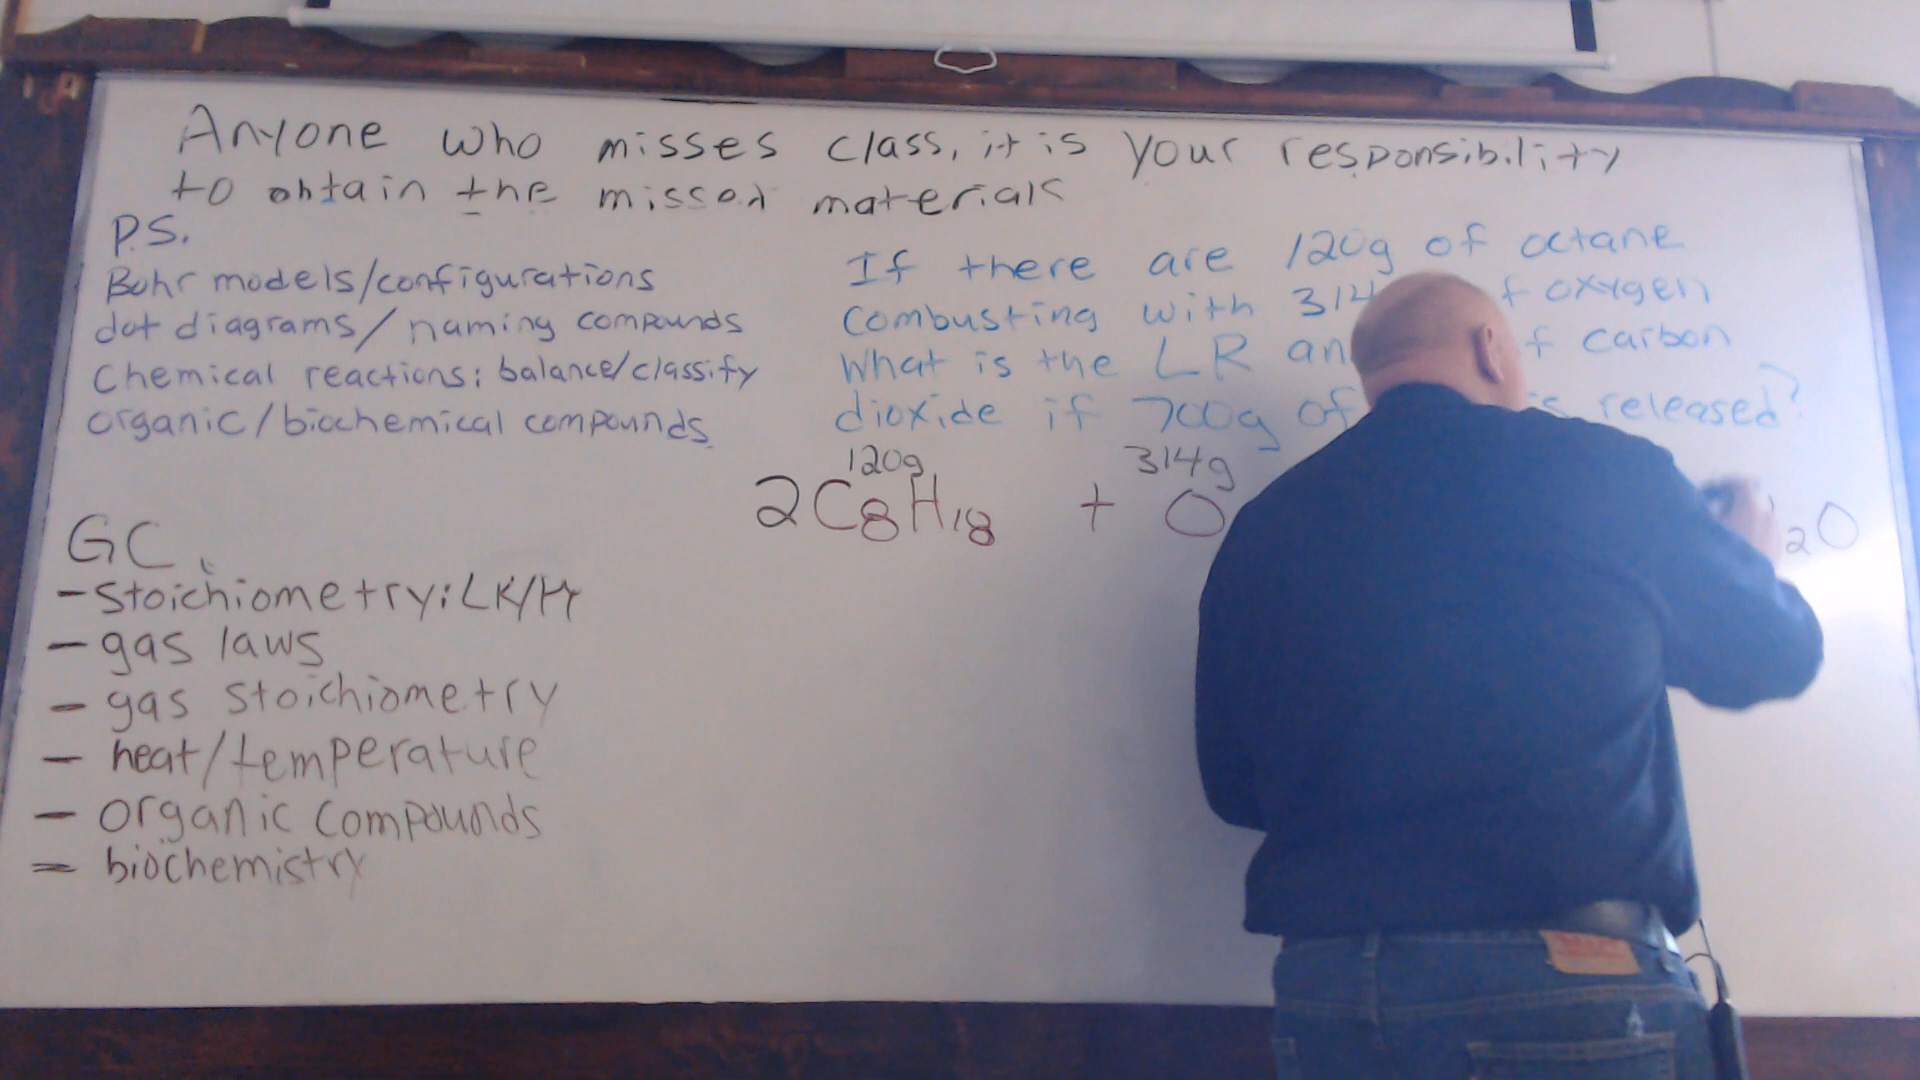 Anyone who misses class, it is your responsibility
to obtain the missed materials
P.S.
Bohr models/configurations
dot diagrams/naming compounds
Chemical reactions: balance/classify
organic/biochemical compounds
If there are 120g of octane
combusting with 314 oxygen
What is the LR carbon
dioxide if 700g of released?
120g 314g
2C8H18 + O 2O
GC
- Stoichiometry: LR/
- gas laws
- gas stoichiometry
- heat/temperature
- organic compounds
- biochemistry